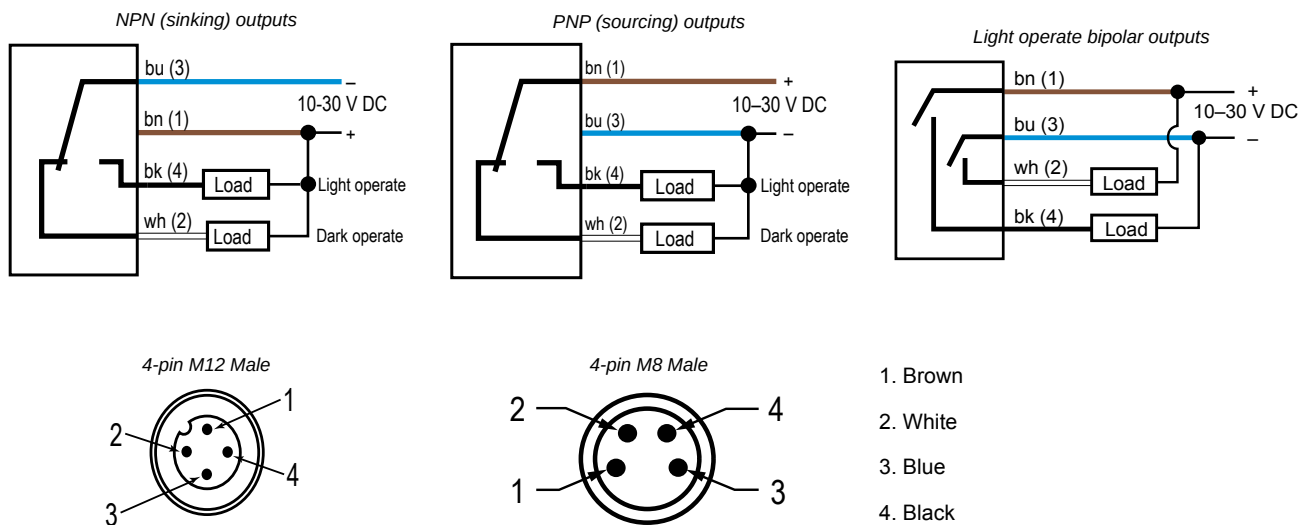 NPN (sinking) outputs
bu (3)
–
10-30 V DC
bn (1)
+
bk (4)
Load
Light operate
wh (2)
Load
Dark operate
PNP (sourcing) outputs
bn (1)
+
10–30 V DC
bu (3)
–
bk (4)
Load
Light operate
wh (2)
Load
Dark operate
Light operate bipolar outputs
bn (1)
+
10–30 V DC
bu (3)
–
wh (2)
Load
bk (4)
Load
4-pin M12 Male
1
2
4
3
4-pin M8 Male
2
4
1
3
1. Brown
2. White
3. Blue
4. Black